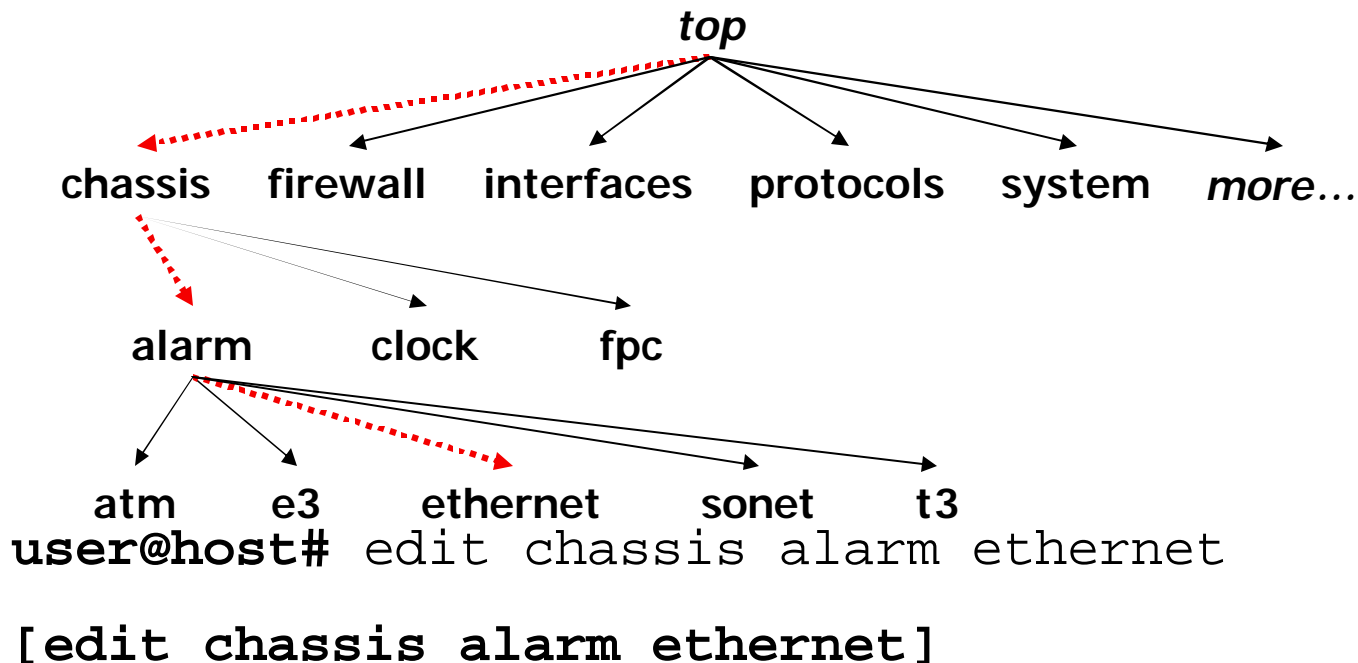 top
chassis firewall interfaces protocols system more...
alarm clock fpc
atm e3 ethernet sonet t3
user@host# edit chassis alarm ethernet
[edit chassis alarm ethernet]